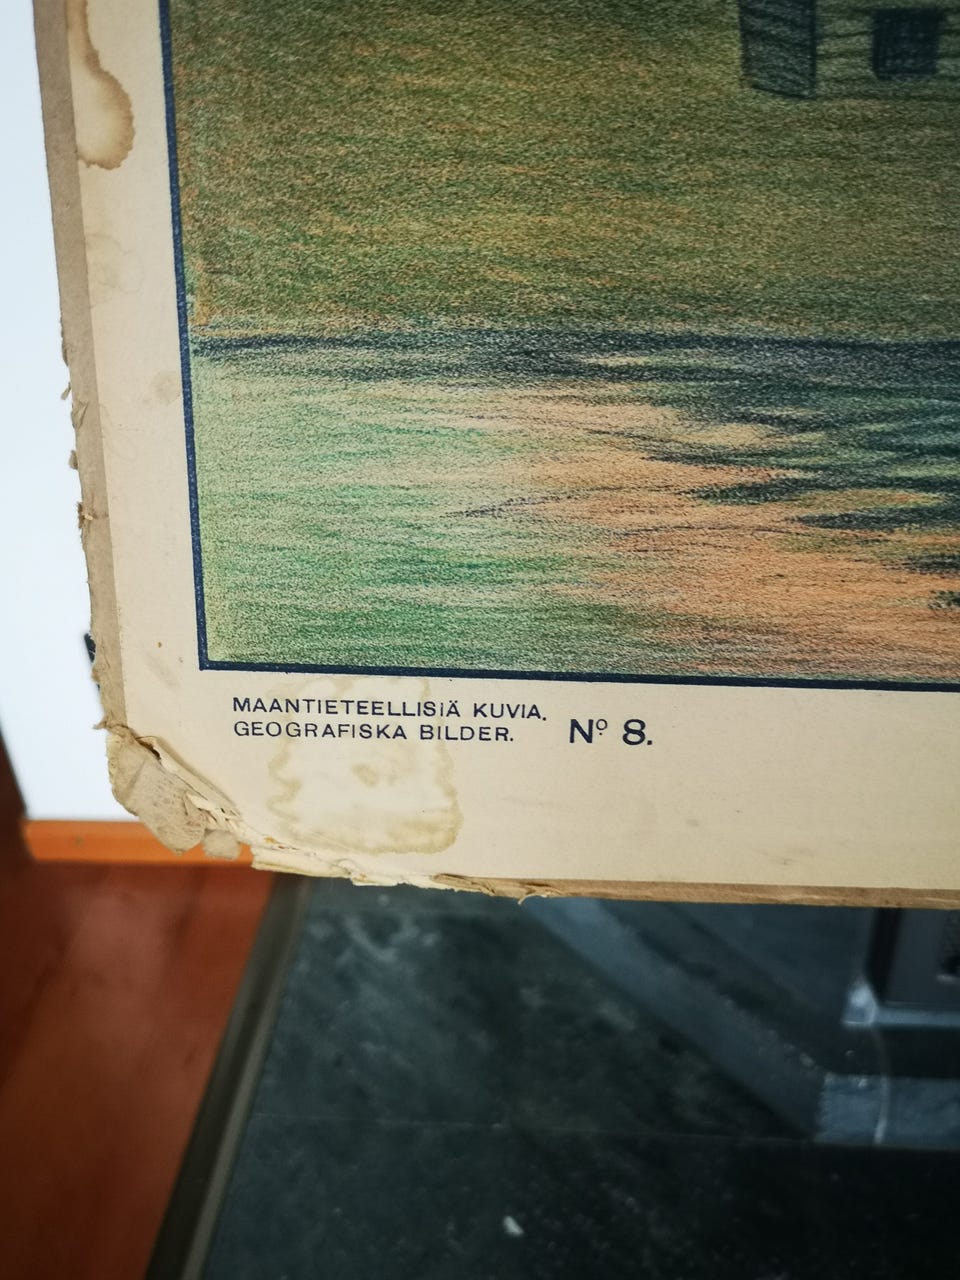 MAANTIETEELLISIÄ KUVIA.
GEOGRAFISKA BILDER.
Nº 8.